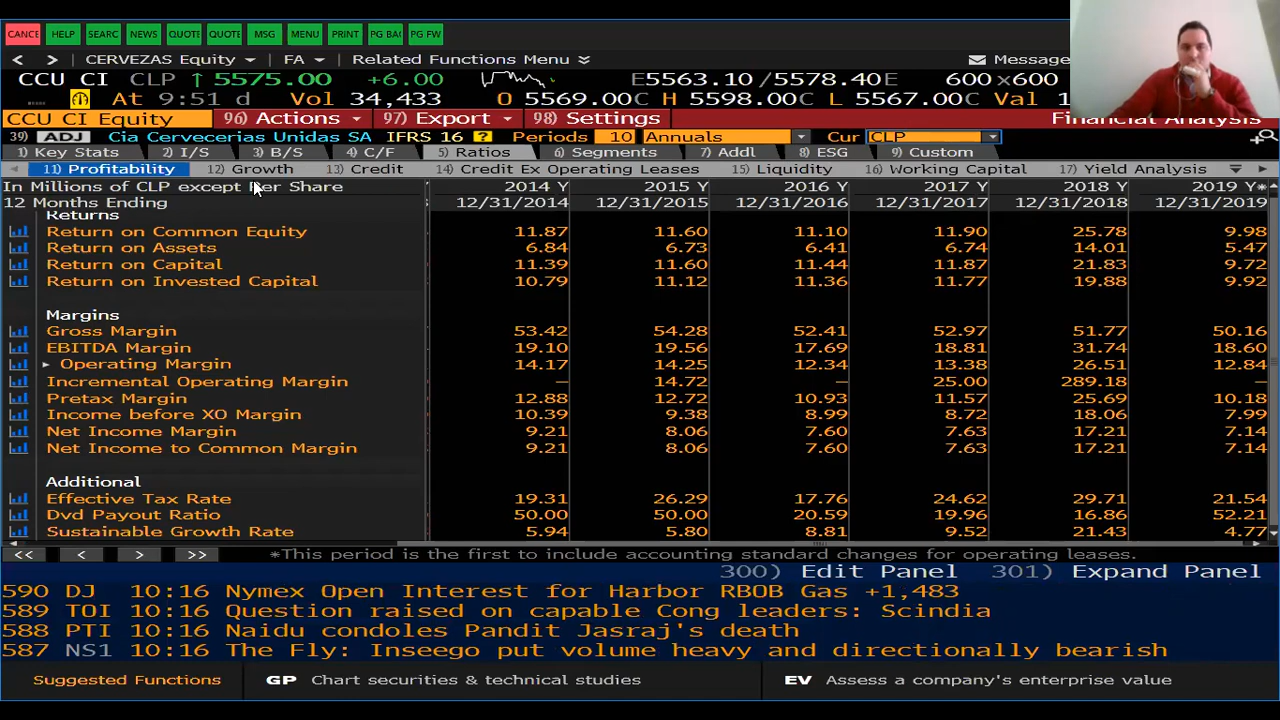 CANCE HELP SEARC NEWS QUOTE QUOTE MSG MENU PRINT PG BAC PG FW
< > CERVEZAS Equity FA Related Functions Menu Message
CCU CI CLP ↑ 5575.00 +6.00 E5563.10 /5578.40E 600×600
At 9:51 d Vol 34,433 O 5569.00C H 5598.00C L 5567.00C Val 1
CCU CI Equity 96) Actions 97) Export 98) Settings Financial Analysis
39) ADJ Cia Cervecerias Unidas SA IFRS 16 ? Periods 10 Annuals Cur CLP
1) Key Stats 2) I/S 3) B/S 4) C/F 5) Ratios 6) Segments 7) Addl 8) ESG 9) Custom
11) Profitability 12) Growth 13) Credit 14) Credit Ex Operating Leases 15) Liquidity 16) Working Capital 17) Yield Analysis
In Millions of CLP except Per Share 2014 Y 2015 Y 2016 Y 2017 Y 2018 Y 2019 Y*
12 Months Ending 12/31/2014 12/31/2015 12/31/2016 12/31/2017 12/31/2018 12/31/2019
Returns
Return on Common Equity 11.87 11.60 11.10 11.90 25.78 9.98
Return on Assets 6.84 6.73 6.41 6.74 14.01 5.47
Return on Capital 11.39 11.60 11.44 11.87 21.83 9.72
Return on Invested Capital 10.79 11.12 11.36 11.77 19.88 9.92
Margins
Gross Margin 53.42 54.28 52.41 52.97 51.77 50.16
EBITDA Margin 19.10 19.56 17.69 18.81 31.74 18.60
Operating Margin 14.17 14.25 12.34 13.38 26.51 12.84
Incremental Operating Margin — 14.72 — 25.00 289.18 —
Pretax Margin 12.88 12.72 10.93 11.57 25.69 10.18
Income before XO Margin 10.39 9.38 8.99 8.72 18.06 7.99
Net Income Margin 9.21 8.06 7.60 7.63 17.21 7.14
Net Income to Common Margin 9.21 8.06 7.60 7.63 17.21 7.14
Additional
Effective Tax Rate 19.31 26.29 17.76 24.62 29.71 21.54
Dvd Payout Ratio 50.00 50.00 20.59 19.96 16.86 52.21
Sustainable Growth Rate 5.94 5.80 8.81 9.52 21.43 4.77
<< < > >> *This period is the first to include accounting standard changes for operating leases.
300) Edit Panel 301) Expand Panel
590 DJ 10:16 Nymex Open Interest for Harbor RBOB Gas +1,483
589 TOI 10:16 Question raised on capable Cong leaders: Scindia
588 PTI 10:16 Naidu condoles Pandit Jasraj's death
587 NS1 10:16 The Fly: Inseego put volume heavy and directionally bearish
Suggested Functions GP Chart securities & technical studies EV Assess a company's enterprise value